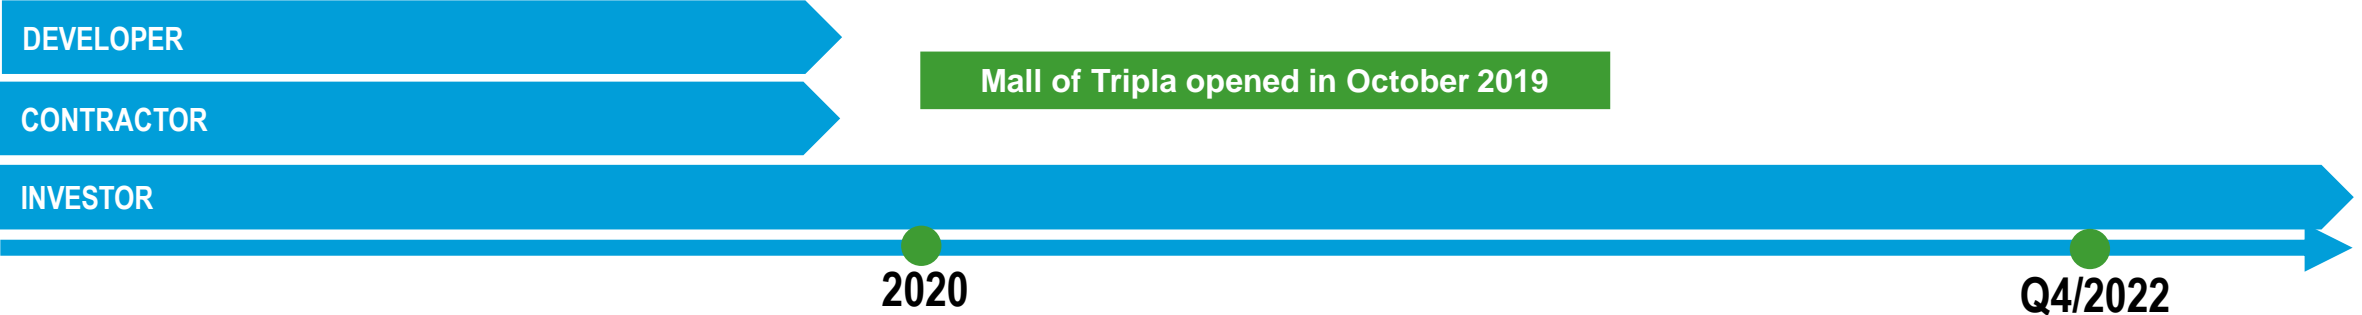 DEVELOPER
Mall of Tripla opened in October 2019
CONTRACTOR
INVESTOR
2020
Q4/2022